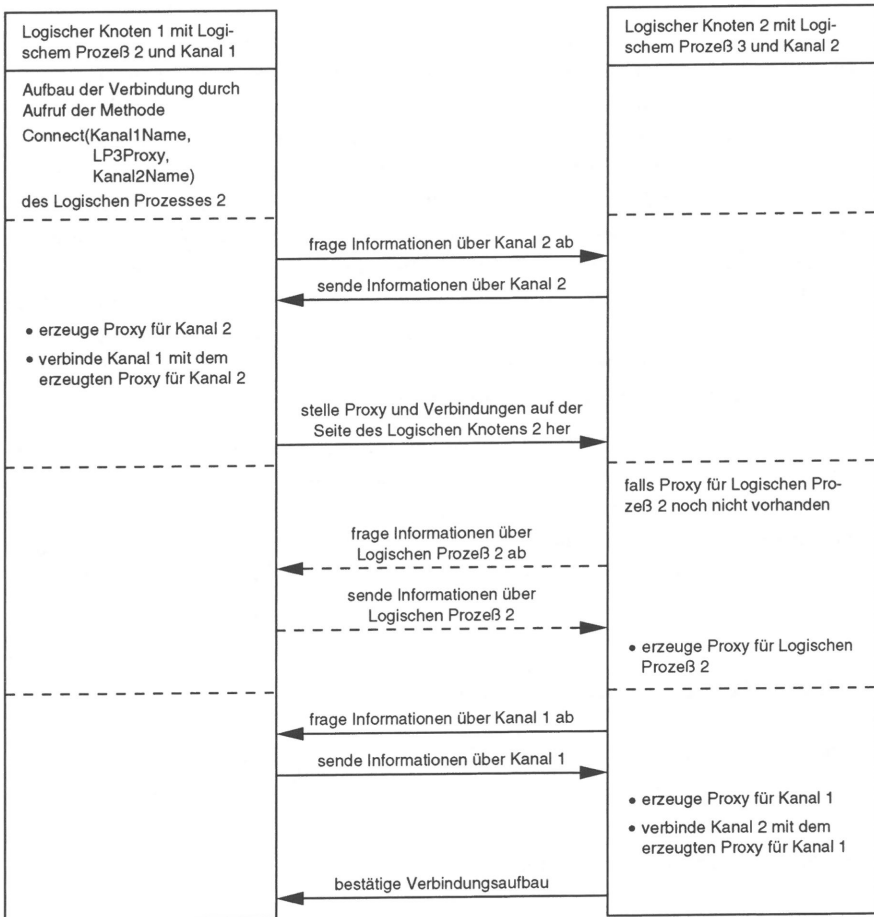 Logischer Knoten 1 mit Logi-
schem Prozeß 2 und Kanal 1
Logischer Knoten 2 mit Logi-
schem Prozeß 3 und Kanal 2
Aufbau der Verbindung durch
Aufruf der Methode
Connect(Kanal1Name,
LP3Proxy,
Kanal2Name)
des Logischen Prozesses 2
frage Informationen über Kanal 2 ab
sende Informationen über Kanal 2
• erzeuge Proxy für Kanal 2
• verbinde Kanal 1 mit dem
erzeugten Proxy für Kanal 2
stelle Proxy und Verbindungen auf der
Seite des Logischen Knotens 2 her
falls Proxy für Logischen Pro-
zeß 2 noch nicht vorhanden
frage Informationen über
Logischen Prozeß 2 ab
sende Informationen über
Logischen Prozeß 2
• erzeuge Proxy für Logischen
Prozeß 2
frage Informationen über Kanal 1 ab
sende Informationen über Kanal 1
• erzeuge Proxy für Kanal 1
• verbinde Kanal 2 mit dem
erzeugten Proxy für Kanal 1
bestätige Verbindungsaufbau